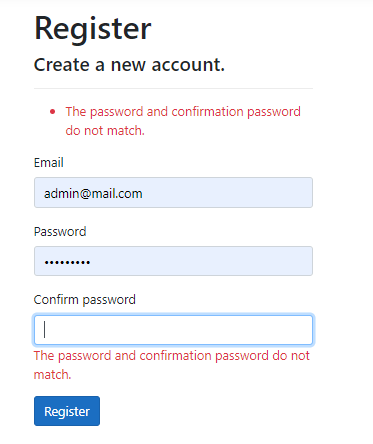 Register
Create a new account.
• The password and confirmation password
do not match.
Email
admin@mail.com
Password
•••••••••
Confirm password
The password and confirmation password do not
match.
Register